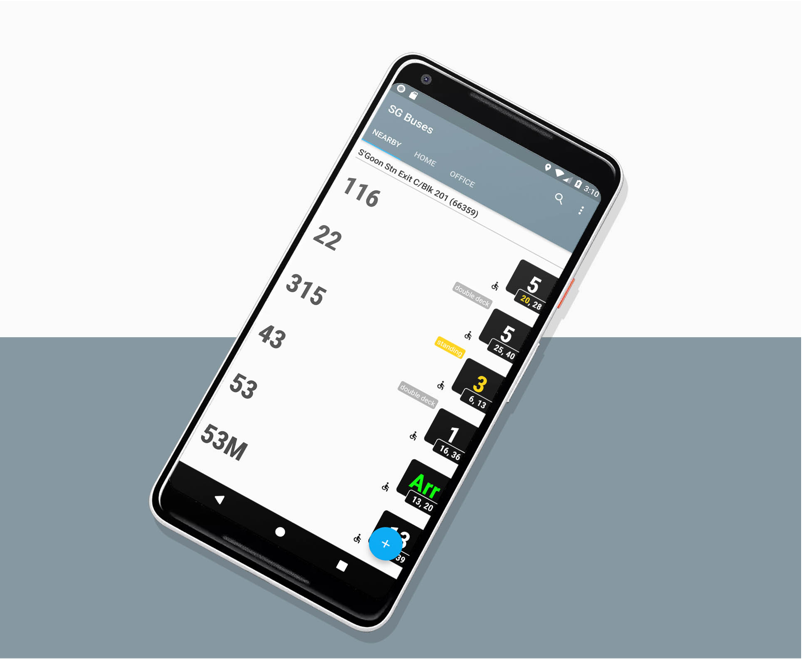 3:10
SG Buses
NEARBY HOME OFFICE
S'Goon Stn Exit C/Blk 201 (66359)
116
5
20, 28
22
double deck
5
25, 40
315
standing
3
6, 13
43
double deck
1
16, 36
53
Arr
13, 20
53M
39
+